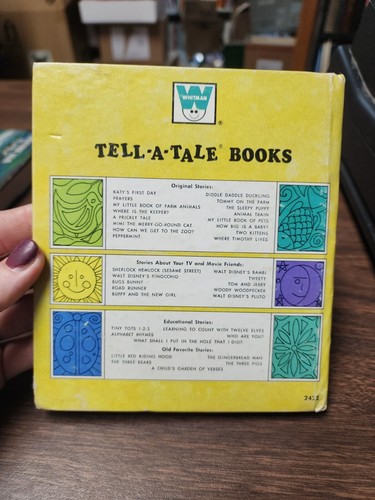 WHITMAN
®
TELL-A-TALE® BOOKS
Original Stories:
KATY'S FIRST DAY
PRAYERS
MY LITTLE BOOK OF FARM ANIMALS
WHERE IS THE KEEPER?
A PRICKLY TALE
MIMI THE MERRY-GO-ROUND CAT
HOW CAN WE GET TO THE ZOO?
PEPPERMINT
DIDDLE DADDLE DUCKLING
TOMMY ON THE FARM
THE SLEEPY PUPPY
ANIMAL TRAIN
MY LITTLE BOOK OF PETS
HOW BIG IS A BABY?
TWO KITTENS
WHERE TIMOTHY LIVES
Stories About Your TV and Movie Friends:
SHERLOCK HEMLOCK (SESAME STREET)
WALT DISNEY'S PINOCCHIO
BUGS BUNNY
ROAD RUNNER
BUFFY AND THE NEW GIRL
WALT DISNEY'S BAMBI
TWEETY
TOM AND JERRY
WOODY WOODPECKER
WALT DISNEY'S PLUTO
Educational Stories:
TINY TOTS 1-2-3 LEARNING TO COUNT WITH TWELVE ELVES
ALPHABET RHYMES WHO ARE YOU?
WHAT SHALL I PUT IN THE HOLE THAT I DIG?
Old Favorite Stories:
LITTLE RED RIDING HOOD THE GINGERBREAD MAN
THE THREE BEARS THE THREE PIGS
A CHILD'S GARDEN OF VERSES